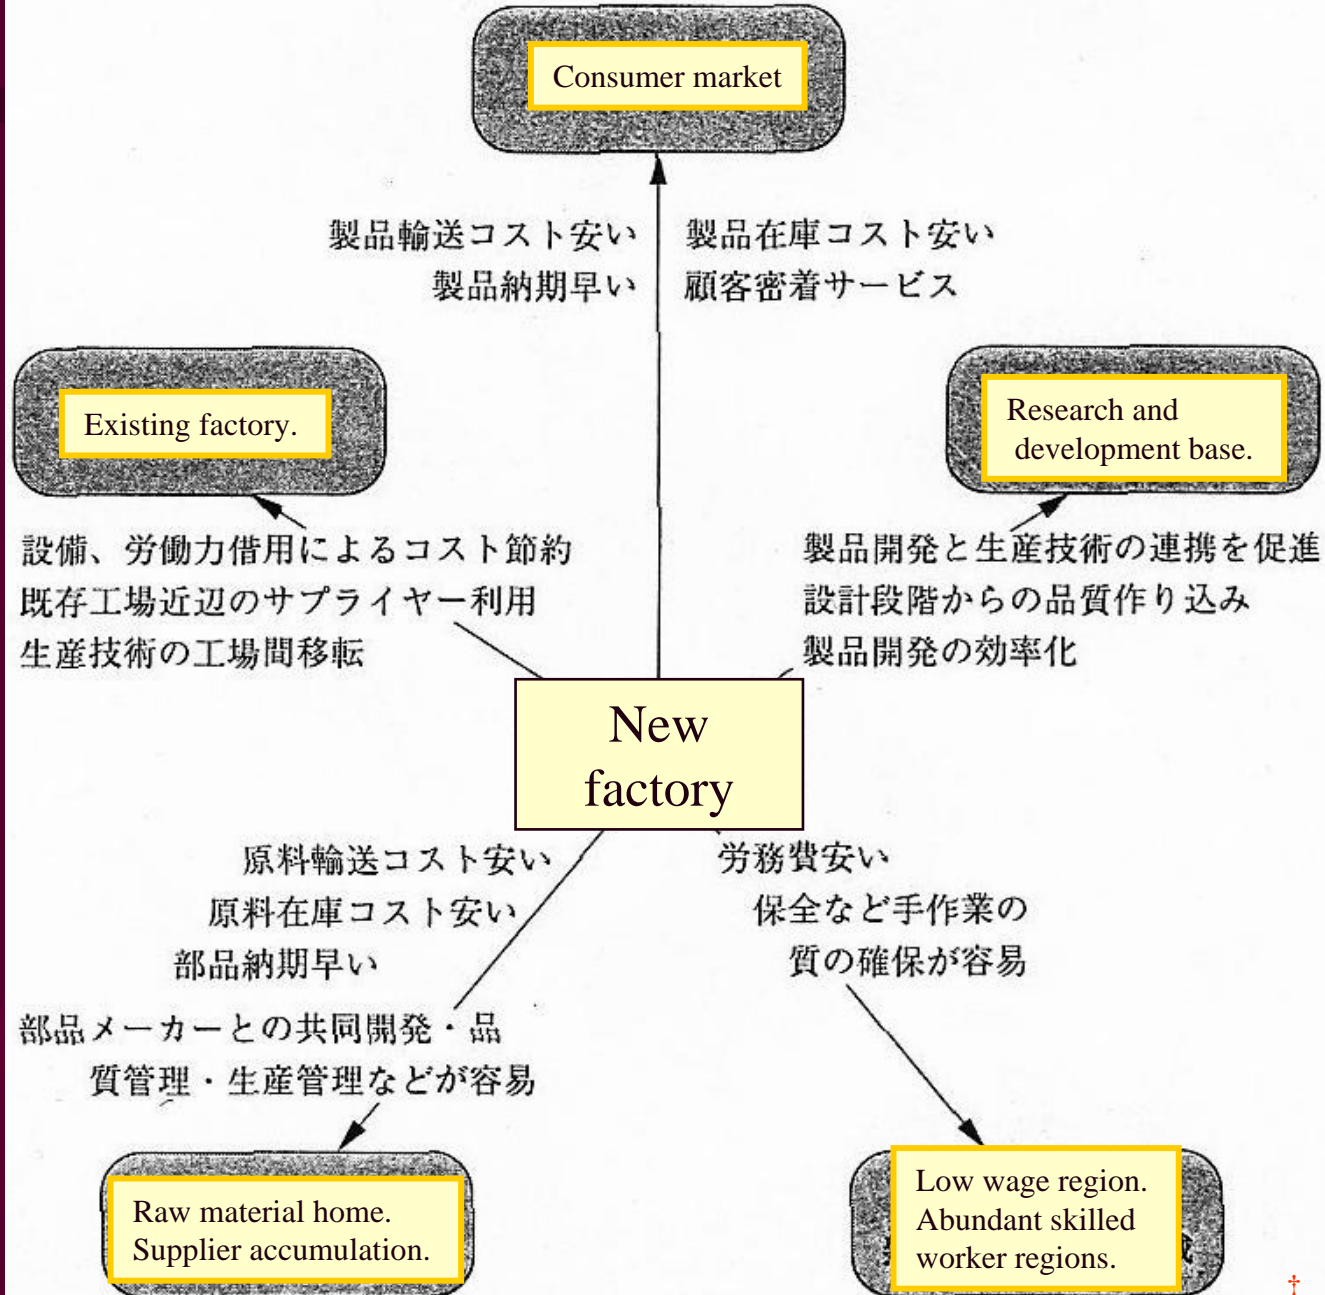 Consumer market
製品輸送コスト安い
製品納期早い
製品在庫コスト安い
顧客密着サービス
Existing factory.
Research and
development base.
設備、労働力借用によるコスト節約
既存工場近辺のサプライヤー利用
生産技術の工場間移転
製品開発と生産技術の連携を促進
設計段階からの品質作り込み
製品開発の効率化
New
factory
原料輸送コスト安い
原料在庫コスト安い
部品納期早い
部品メーカーとの共同開発・品
質管理・生産管理などが容易
労務費安い
保全など手作業の
質の確保が容易
Raw material home.
Supplier accumulation.
Low wage region.
Abundant skilled
worker regions.
†